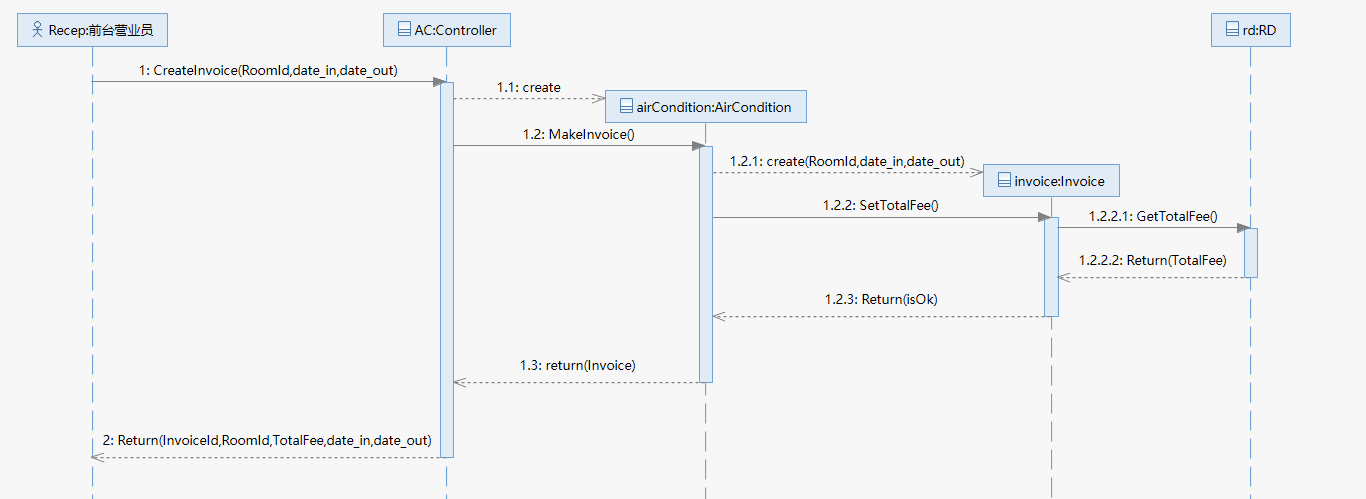 Recep:前台营业员
AC:Controller
rd:RD
1: CreateInvoice(RoomId,date_in,date_out)
1.1: create
airCondition:AirCondition
1.2: MakeInvoice()
1.2.1: create(RoomId,date_in,date_out)
invoice:Invoice
1.2.2: SetTotalFee()
1.2.2.1: GetTotalFee()
1.2.2.2: Return(TotalFee)
1.2.3: Return(isOk)
1.3: return(Invoice)
2: Return(InvoiceId,RoomId,TotalFee,date_in,date_out)